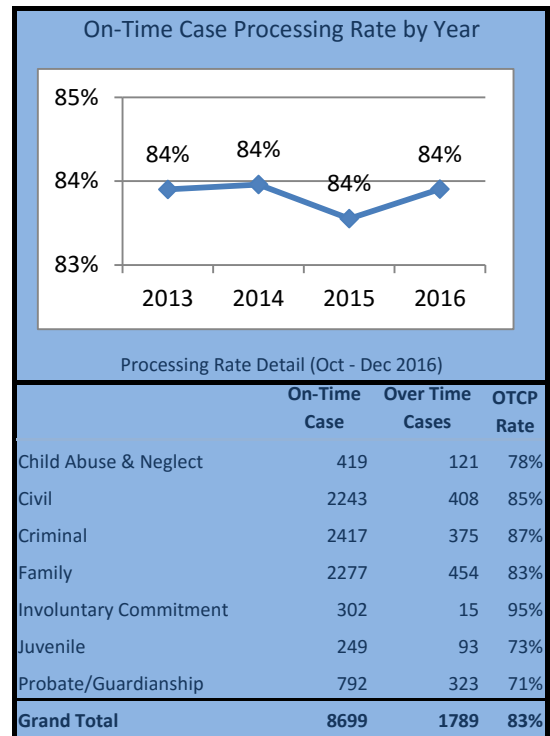 On-Time Case Processing Rate by Year
85%
84%
83%
84%
84%
84%
84%
2013 2014 2015 2016
Processing Rate Detail (Oct - Dec 2016)
On-Time Case Over Time Cases OTCP Rate
Child Abuse & Neglect 419 121 78%
Civil 2243 408 85%
Criminal 2417 375 87%
Family 2277 454 83%
Involuntary Commitment 302 15 95%
Juvenile 249 93 73%
Probate/Guardianship 792 323 71%
Grand Total 8699 1789 83%